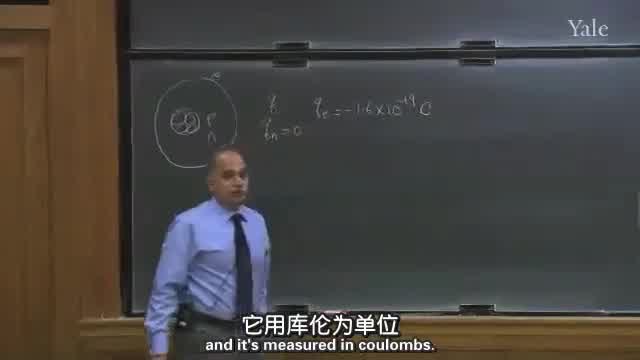 Yale
e
P
n
q
qₙ = 0
qₑ = -1.6 × 10⁻¹⁹ C
它用库伦为单位
and it's measured in coulombs.